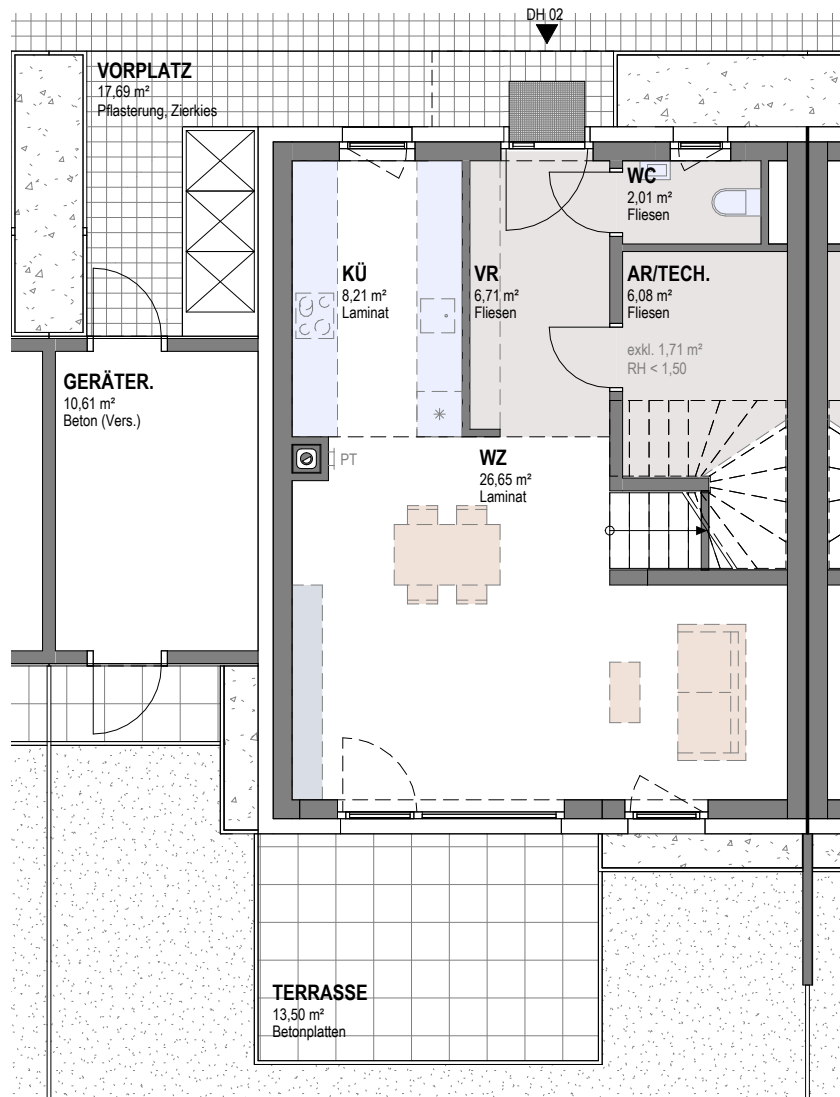 DH 02
VORPLATZ
17,69 m²
Pflasterung, Zierkies
WC
2,01 m²
Fliesen
KÜ
8,21 m²
Laminat
VR
6,71 m²
Fliesen
AR/TECH.
6,08 m²
Fliesen
exkl. 1,71 m²
RH < 1,50
GERÄTER.
10,61 m²
Beton (Vers.)
PT
WZ
26,65 m²
Laminat
TERRASSE
13,50 m²
Betonplatten